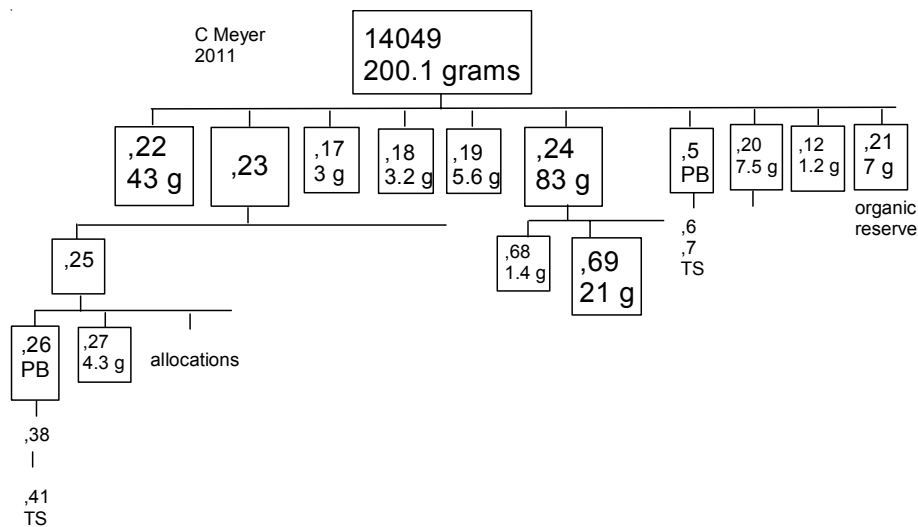 C Meyer
2011
14049
200.1 grams
,22
43 g
,23
,17
3 g
,18
3.2 g
,19
5.6 g
,24
83 g
,5
PB
,20
7.5 g
,12
1.2 g
,21
7 g
organic
reserve
,6
,7
TS
,25
,68
1.4 g
,69
21 g
,26
PB
,27
4.3 g
allocations
,38
,41
TS